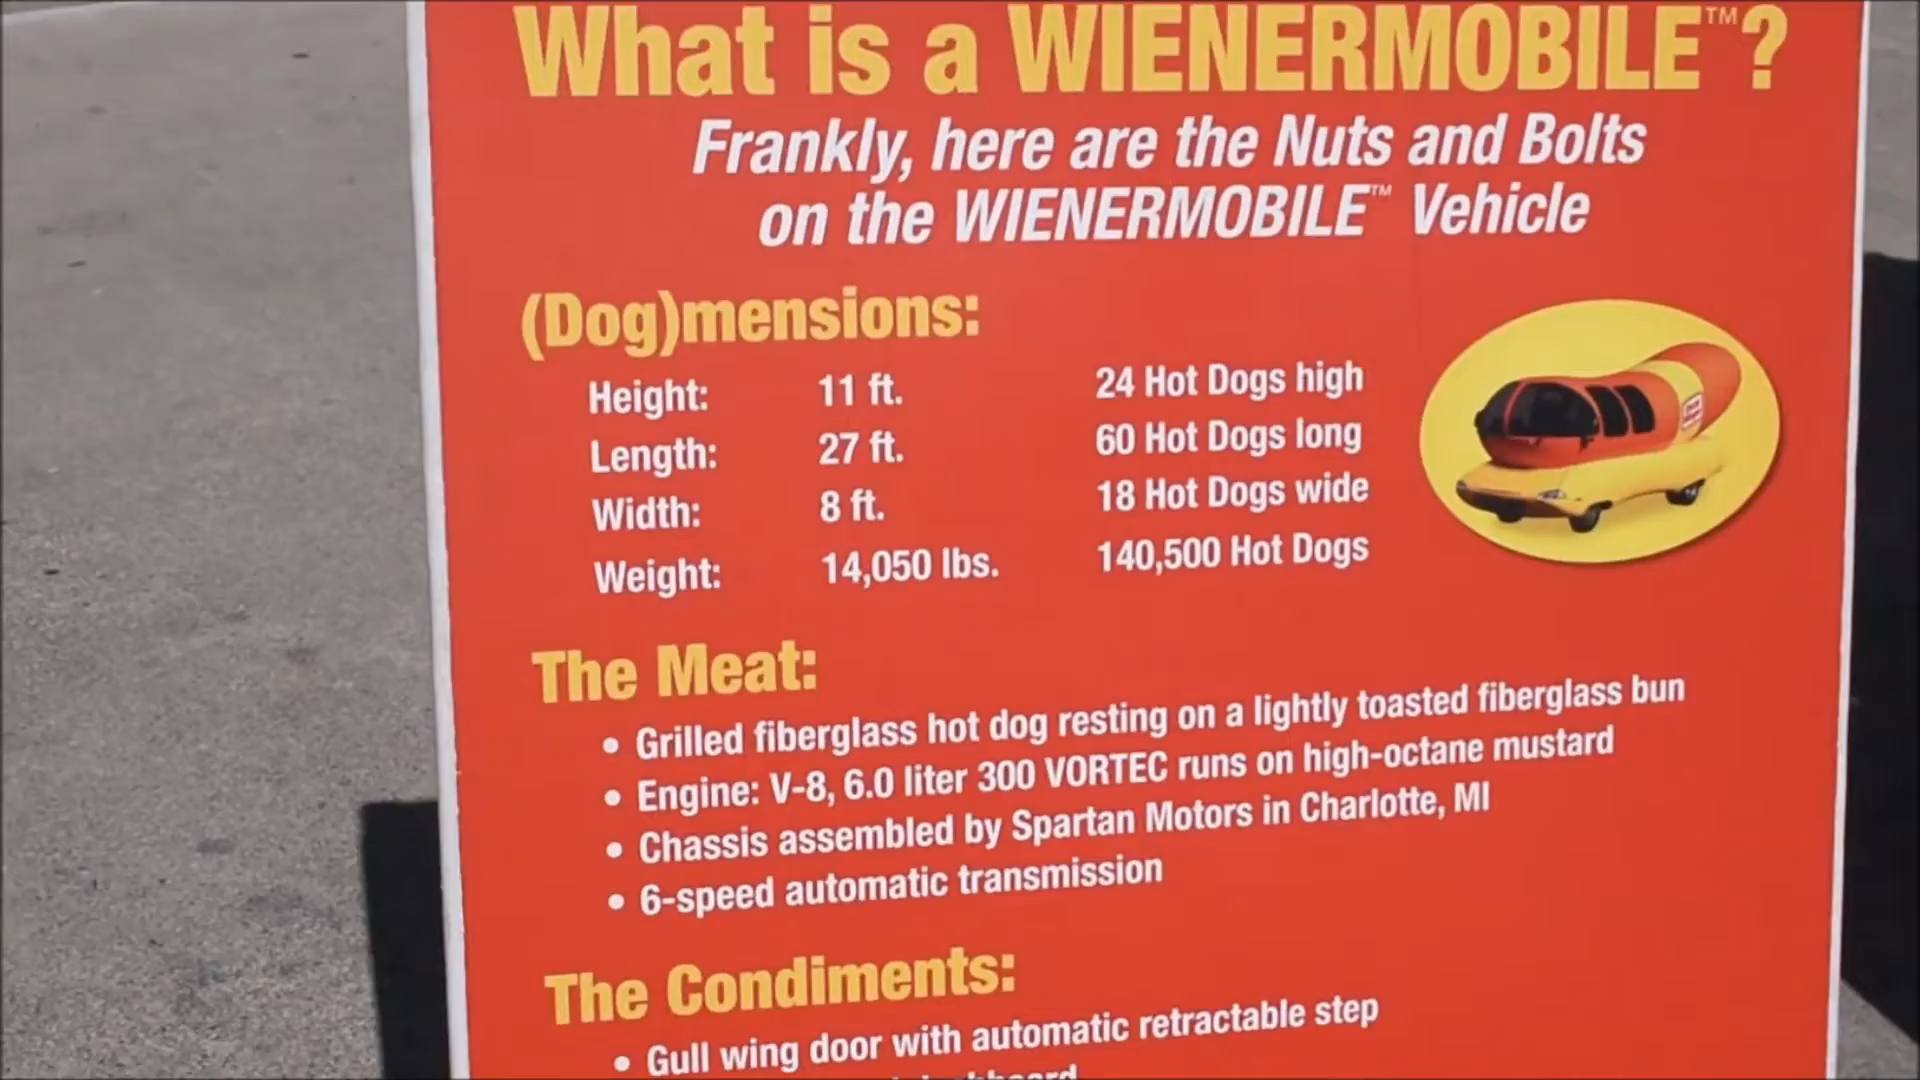 What is a WIENERMOBILE™?
Frankly, here are the Nuts and Bolts
on the WIENERMOBILE™ Vehicle
(Dog)mensions:
Height: 11 ft. 24 Hot Dogs high
Length: 27 ft. 60 Hot Dogs long
Width: 8 ft. 18 Hot Dogs wide
Weight: 14,050 lbs. 140,500 Hot Dogs
The Meat:
• Grilled fiberglass hot dog resting on a lightly toasted fiberglass bun
• Engine: V-8, 6.0 liter 300 VORTEC runs on high-octane mustard
• Chassis assembled by Spartan Motors in Charlotte, MI
• 6-speed automatic transmission
The Condiments:
• Gull wing door with automatic retractable step